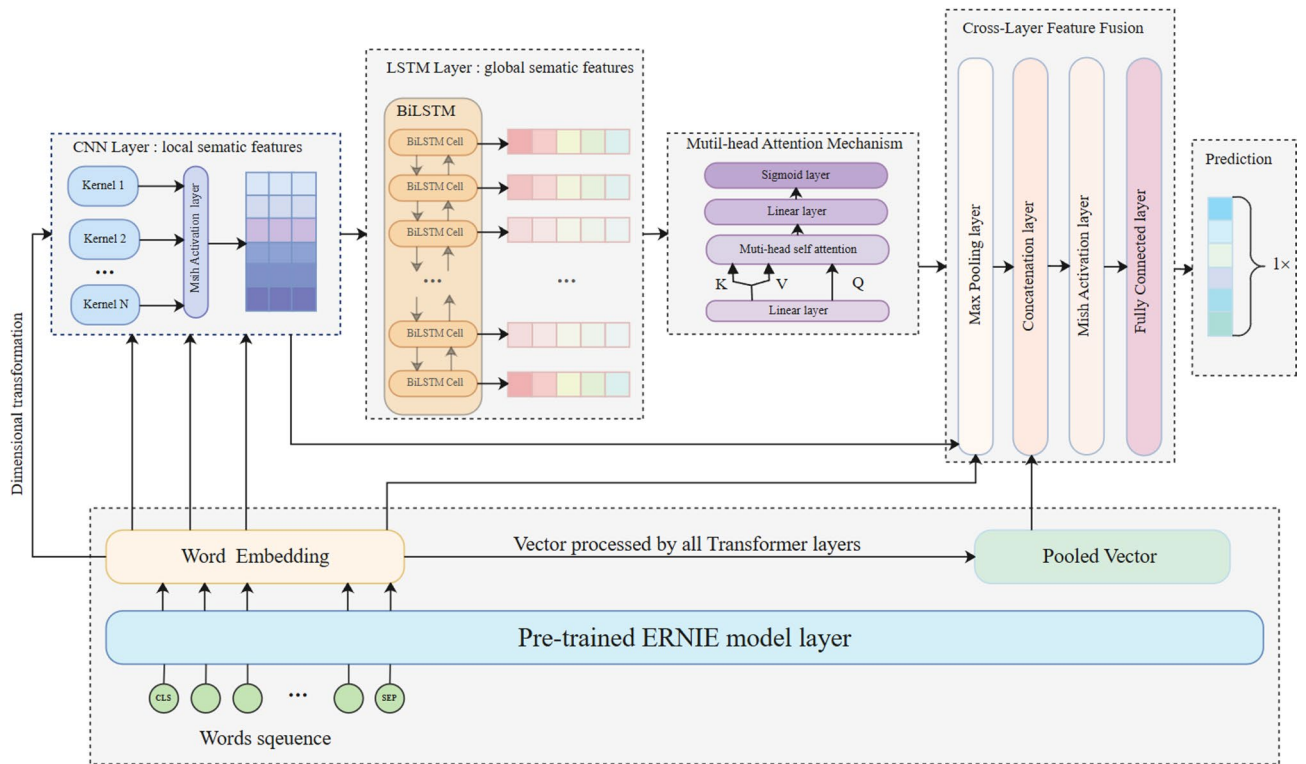 Cross-Layer Feature Fusion
LSTM Layer : global sematic features
BiLSTM
BiLSTM Cell
BiLSTM Cell
BiLSTM Cell
...
...
BiLSTM Cell
BiLSTM Cell
CNN Layer : local sematic features
Kernel 1
Kernel 2
...
Kernel N
Msih Activation layer
Mutil-head Attention Mechanism
Sigmoid layer
Linear layer
Muti-head self attention
K
V
Q
Linear layer
Max Pooling layer
Concatenation layer
Mish Activation layer
Fully Connected layer
Prediction
1×
Dimensional transformation
Word Embedding
Vector processed by all Transformer layers
Pooled Vector
Pre-trained ERNIE model layer
CLS
...
SEP
Words sqeuence